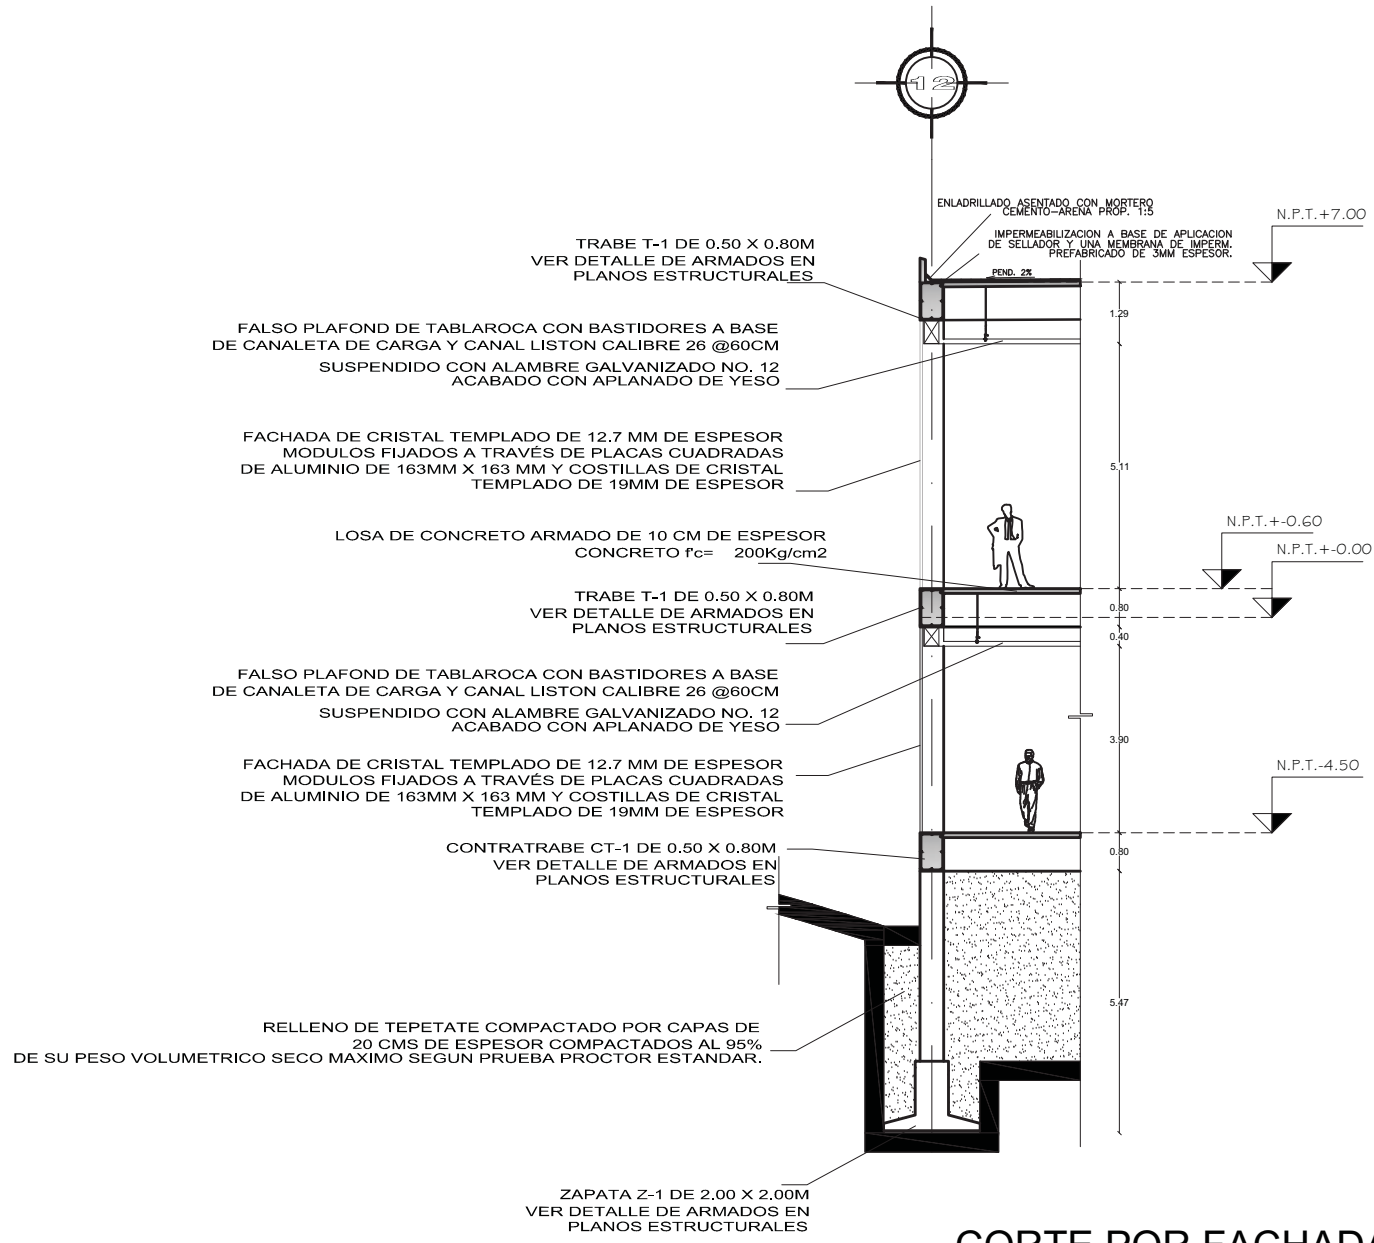 12
ENLADRILLADO ASENTADO CON MORTERO
CEMENTO-ARENA PROP. 1:5
N.P.T.+7.00
IMPERMEABILIZACION A BASE DE APLICACION
DE SELLADOR Y UNA MEMBRANA DE IMPERM.
PREFABRICADO DE 3MM ESPESOR.
PEND. 2%
TRABE T-1 DE 0.50 X 0.80M
VER DETALLE DE ARMADOS EN
PLANOS ESTRUCTURALES
1.29
FALSO PLAFOND DE TABLAROCA CON BASTIDORES A BASE
DE CANALETA DE CARGA Y CANAL LISTON CALIBRE 26 @60CM
SUSPENDIDO CON ALAMBRE GALVANIZADO NO. 12
ACABADO CON APLANADO DE YESO
FACHADA DE CRISTAL TEMPLADO DE 12.7 MM DE ESPESOR
MODULOS FIJADOS A TRAVÉS DE PLACAS CUADRADAS
DE ALUMINIO DE 163MM X 163 MM Y COSTILLAS DE CRISTAL
TEMPLADO DE 19MM DE ESPESOR
5.11
LOSA DE CONCRETO ARMADO DE 10 CM DE ESPESOR
CONCRETO f'c= 200Kg/cm2
N.P.T.+-0.60
N.P.T.+-0.00
TRABE T-1 DE 0.50 X 0.80M
VER DETALLE DE ARMADOS EN
PLANOS ESTRUCTURALES
0.80
0.40
FALSO PLAFOND DE TABLAROCA CON BASTIDORES A BASE
DE CANALETA DE CARGA Y CANAL LISTON CALIBRE 26 @60CM
SUSPENDIDO CON ALAMBRE GALVANIZADO NO. 12
ACABADO CON APLANADO DE YESO
3.90
FACHADA DE CRISTAL TEMPLADO DE 12.7 MM DE ESPESOR
MODULOS FIJADOS A TRAVÉS DE PLACAS CUADRADAS
DE ALUMINIO DE 163MM X 163 MM Y COSTILLAS DE CRISTAL
TEMPLADO DE 19MM DE ESPESOR
N.P.T.-4.50
CONTRATRABE CT-1 DE 0.50 X 0.80M
VER DETALLE DE ARMADOS EN
PLANOS ESTRUCTURALES
0.80
5.47
RELLENO DE TEPETATE COMPACTADO POR CAPAS DE
20 CMS DE ESPESOR COMPACTADOS AL 95%
DE SU PESO VOLUMETRICO SECO MAXIMO SEGUN PRUEBA PROCTOR ESTANDAR.
ZAPATA Z-1 DE 2.00 X 2.00M
VER DETALLE DE ARMADOS EN
PLANOS ESTRUCTURALES
CORTE POR FACHADA